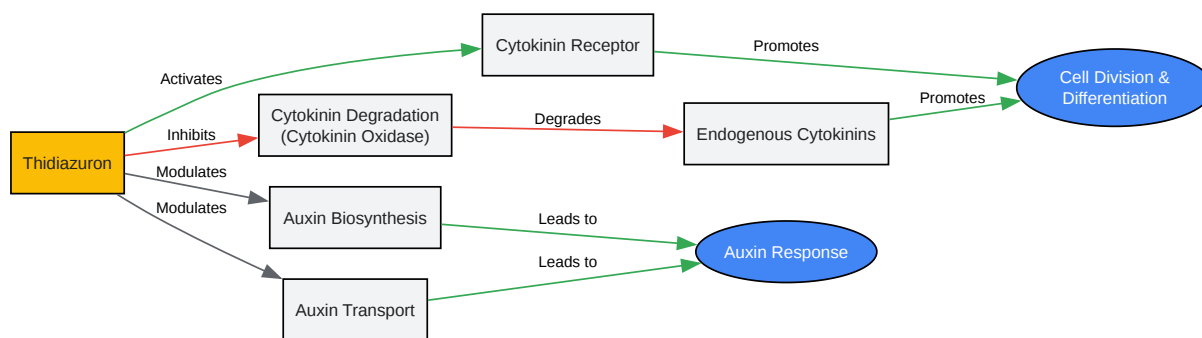 Cytokinin Receptor
Promotes
Cell Division &
Differentiation
Activates
Cytokinin Degradation
(Cytokinin Oxidase)
Inhibits
Degrades
Endogenous Cytokinins
Promotes
Thidiazuron
Modulates
Auxin Biosynthesis
Leads to
Auxin Response
Modulates
Auxin Transport
Leads to